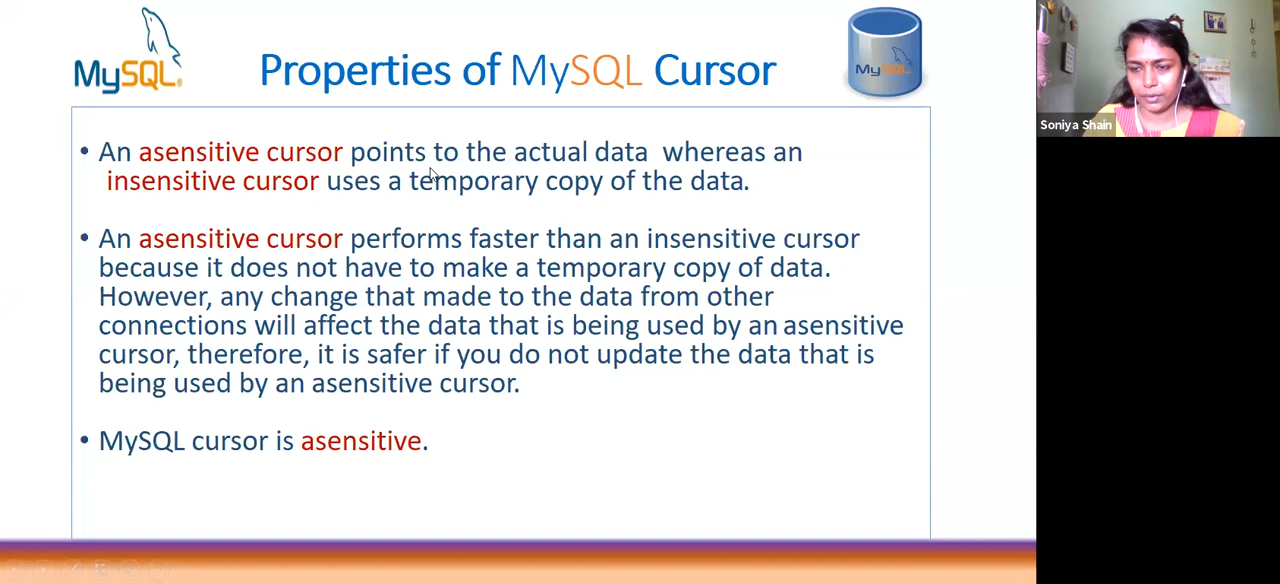 MySQL
Properties of MySQL Cursor
MySQL
Soniya Shain
• An asensitive cursor points to the actual data whereas an
insensitive cursor uses a temporary copy of the data.
• An asensitive cursor performs faster than an insensitive cursor
because it does not have to make a temporary copy of data.
However, any change that made to the data from other
connections will affect the data that is being used by an asensitive
cursor, therefore, it is safer if you do not update the data that is
being used by an asensitive cursor.
• MySQL cursor is asensitive.